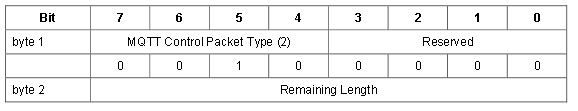 Bit 7 6 5 4 3 2 1 0
byte 1 MQTT Control Packet Type (2) Reserved
0 0 1 0 0 0 0 0
byte 2 Remaining Length